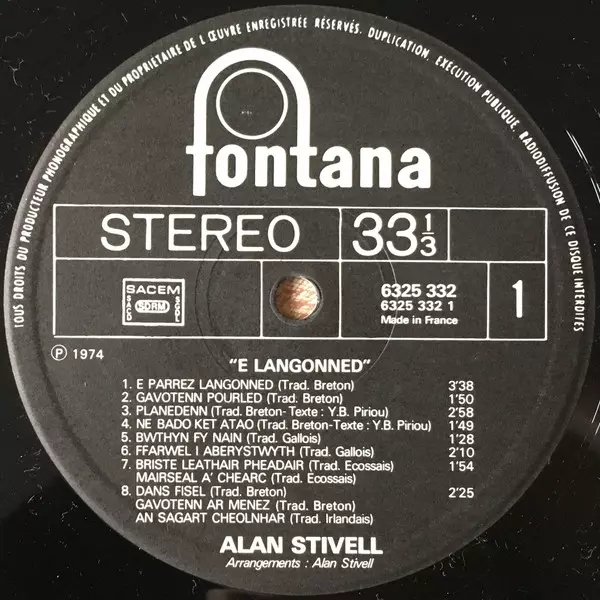 TOUS DROITS DU PRODUCTEUR PHONOGRAPHIQUE ET DU PROPRIETAIRE DE L'ŒUVRE ENREGISTRÉE RÉSERVÉS. DUPLICATION, EXECUTION PUBLIQUE, RADIODIFFUSION DE CE DISQUE INTERDITES
fontana
STEREO 33 1/3
SACEM
SACD SDRM SGDL
6325 332
6325 332 1
Made in France
1
Ⓟ 1974
"E LANGONNED"
1. E PARREZ LANGONNED (Trad. Breton) 3'38
2. GAVOTENN POURLED (Trad. Breton) 1'50
3. PLANEDENN (Trad. Breton-Texte : Y.B. Piriou) 2'58
4. NE BADO KET ATAO (Trad. Breton-Texte : Y.B. Piriou) 1'49
5. BWTHYN FY NAIN (Trad. Gallois) 1'28
6. FFARWEL I ABERYSTWYTH (Trad. Gallois) 2'10
7. BRISTE LEATHAIR PHEADAIR (Trad. Ecossais) 1'54
MAIRSEAL A' CHEARC (Trad. Ecossais)
8. DANS FISEL (Trad. Breton) 2'25
GAVOTENN AR MENEZ (Trad. Breton)
AN SAGART CHEOLNHAR (Trad. Irlandais)
ALAN STIVELL
Arrangements : Alan Stivell